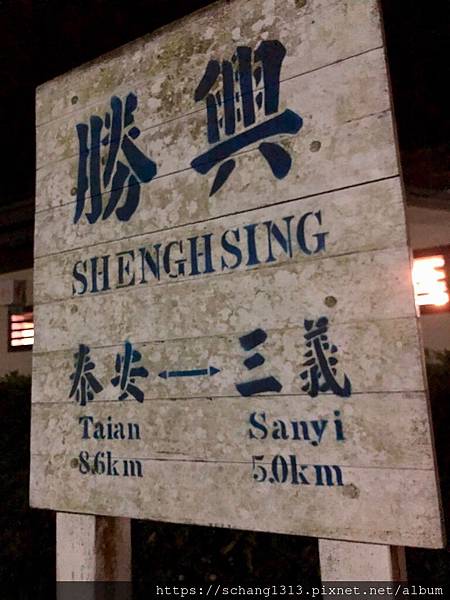 勝興
SHENGHSING
泰安 ↔ 三義
Taian Sanyi
8.6km 5.0km
https://schang1313.pixnet.net/album